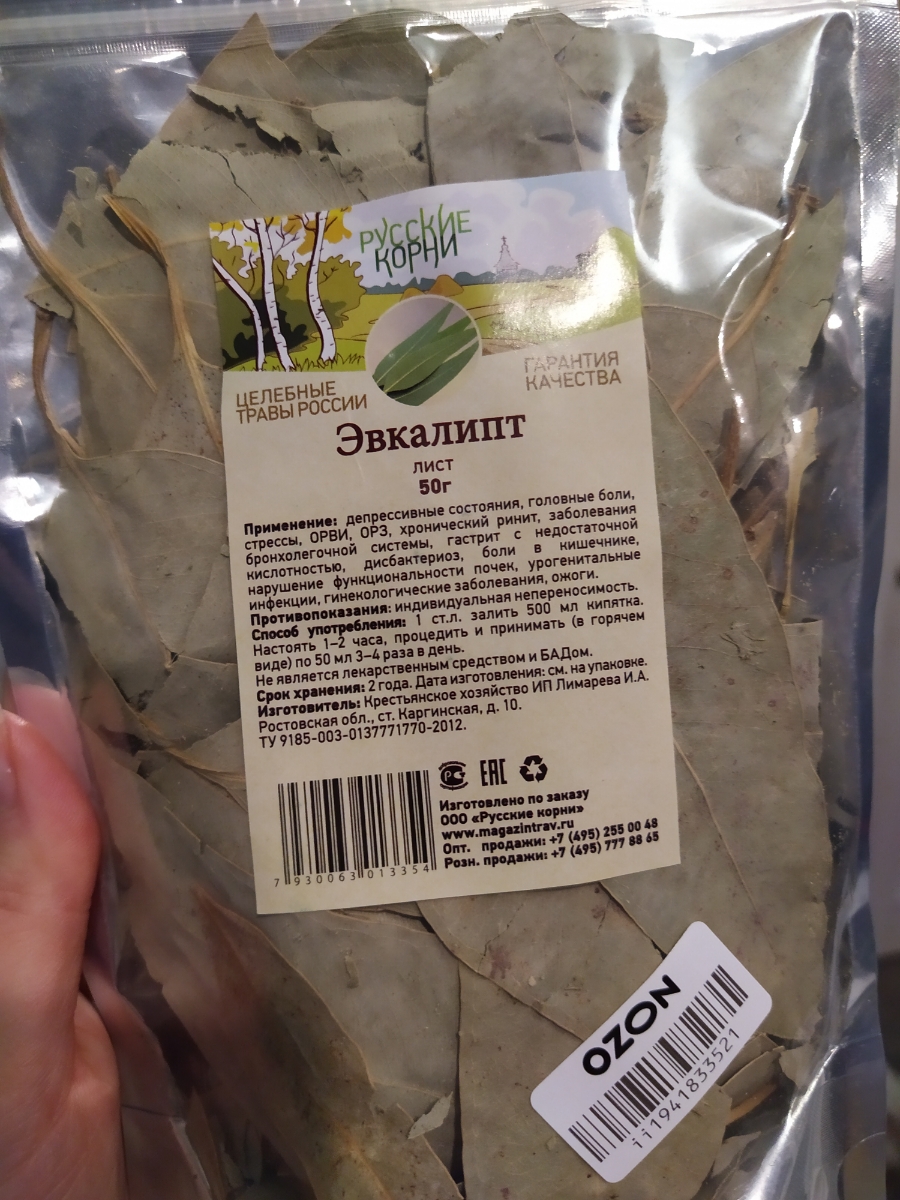 РУССКИЕ
КОРНИ
ЦЕЛЕБНЫЕ
ТРАВЫ РОССИИ
ГАРАНТИЯ
КАЧЕСТВА
Эвкалипт
лист
50г
Применение: депрессивные состояния, головные боли,
стрессы, ОРВИ, ОРЗ, хронический ринит, заболевания
бронхолегочной системы, гастрит с недостаточной
кислотностью, дисбактериоз, боли в кишечнике,
нарушение функциональности почек, урогенитальные
инфекции, гинекологические заболевания, ожоги.
Противопоказания: индивидуальная непереносимость.
Способ употребления: 1 ст.л. залить 500 мл кипятка.
Настоять 1-2 часа, процедить и принимать (в горячем
виде) по 50 мл 3-4 раза в день.
Не является лекарственным средством и БАДом.
Срок хранения: 2 года. Дата изготовления: см. на упаковке.
Изготовитель: Крестьянское хозяйство ИП Лимарева И.А.
Ростовская обл., ст. Каргинская, д. 10.
ТУ 9185-003-0137771770-2012.
РС ЕАС
Изготовлено по заказу
ООО «Русские корни»
www.magazintrav.ru
Опт. продажи: +7 (495) 255 00 48
Розн. продажи: +7 (495) 777 88 65
7 930063 013354
OZON
ii1941833521